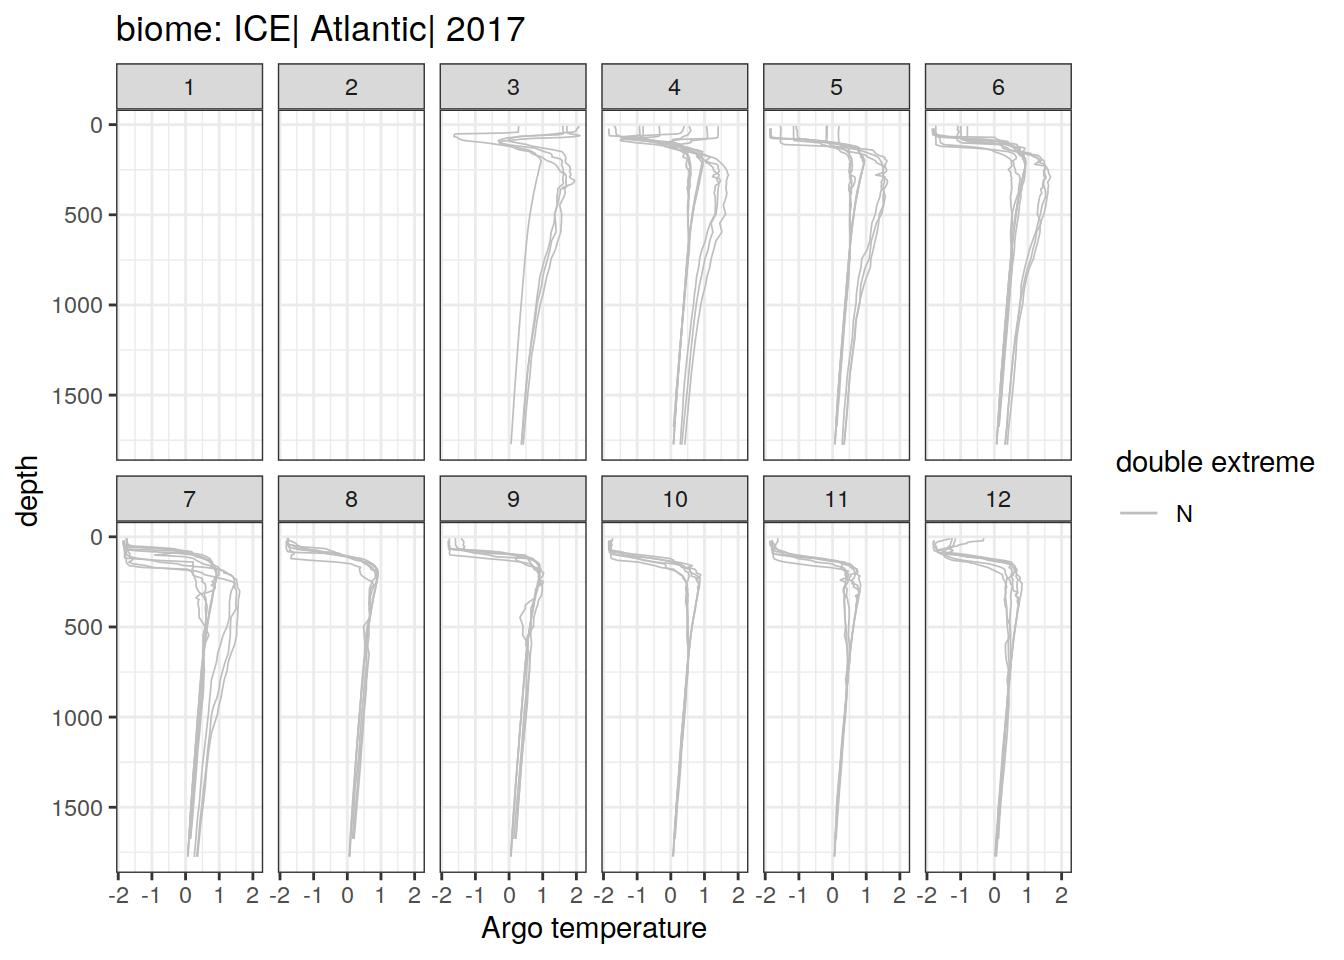 biome: ICE| Atlantic| 2017
1 2 3 4 5 6
0
500
1000
1500
depth
7 8 9 10 11 12
0
500
1000
1500
-2 -1 0 1 2 -2 -1 0 1 2 -2 -1 0 1 2 -2 -1 0 1 2 -2 -1 0 1 2 -2 -1 0 1 2
Argo temperature
double extreme
N